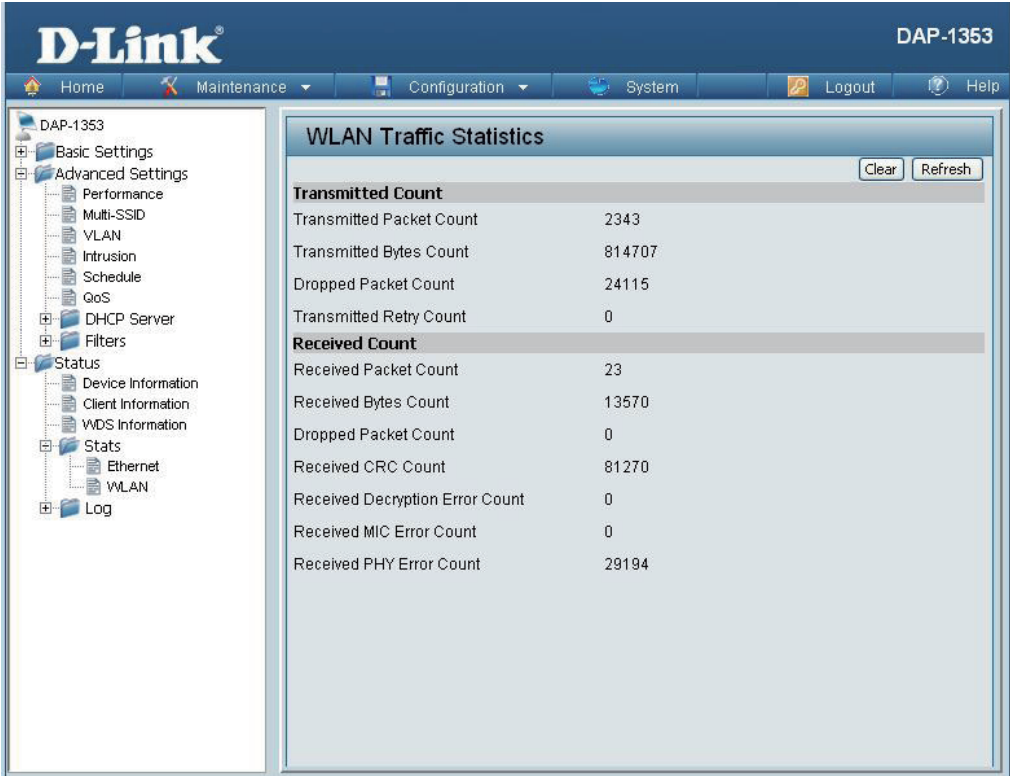 D-Link®
DAP-1353
Home Maintenance Configuration System Logout Help
DAP-1353
Basic Settings
Advanced Settings
Performance
Multi-SSID
VLAN
Intrusion
Schedule
QoS
DHCP Server
Filters
Status
Device Information
Client Information
WDS Information
Stats
Ethernet
WLAN
Log
WLAN Traffic Statistics
Clear Refresh
Transmitted Count
Transmitted Packet Count 2343
Transmitted Bytes Count 814707
Dropped Packet Count 24115
Transmitted Retry Count 0
Received Count
Received Packet Count 23
Received Bytes Count 13570
Dropped Packet Count 0
Received CRC Count 81270
Received Decryption Error Count 0
Received MIC Error Count 0
Received PHY Error Count 29194